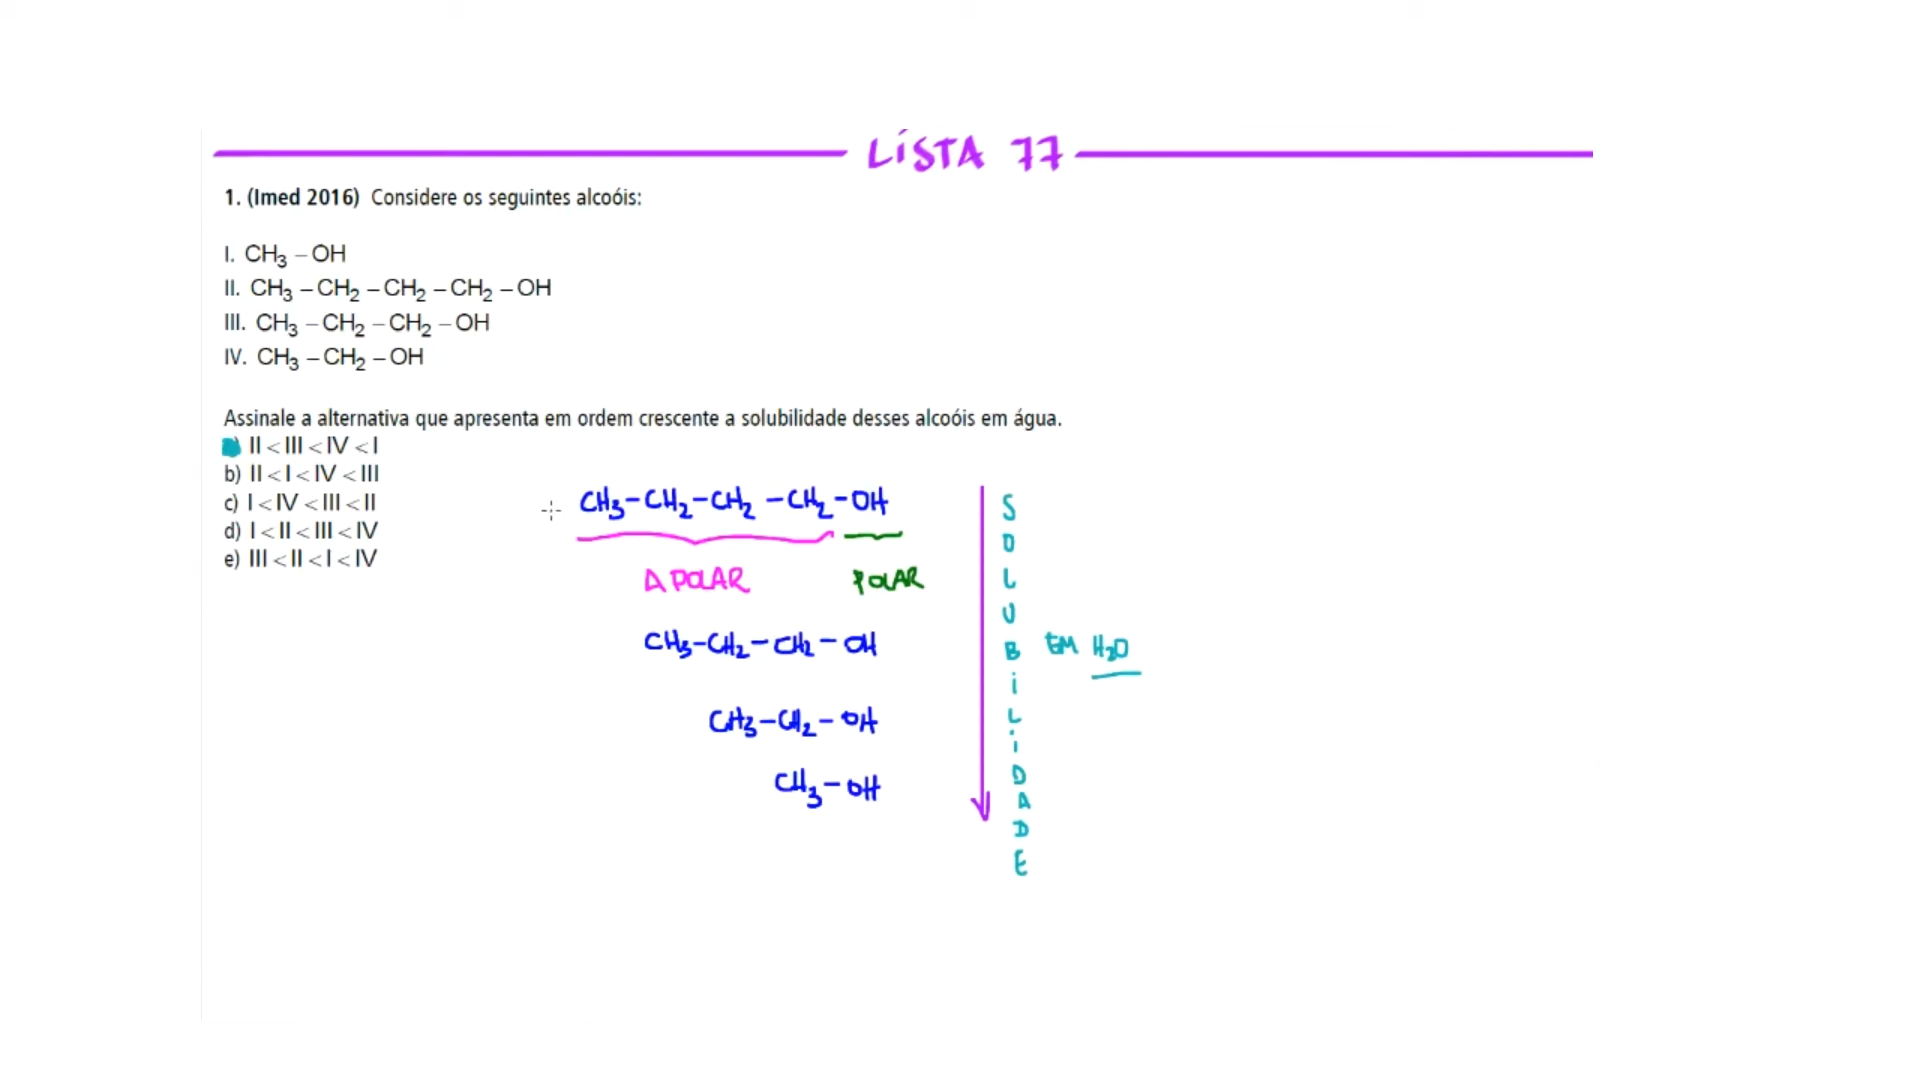 LISTA 77
1. (Imed 2016) Considere os seguintes alcoóis:
I. CH₃ – OH
II. CH₃ – CH₂ – CH₂ – CH₂ – OH
III. CH₃ – CH₂ – CH₂ – OH
IV. CH₃ – CH₂ – OH
Assinale a alternativa que apresenta em ordem crescente a solubilidade desses alcoóis em água.
) II < III < IV < I
b) II < I < IV < III
c) I < IV < III < II
d) I < II < III < IV
e) III < II < I < IV
CH₃-CH₂-CH₂-CH₂-OH
APOLAR POLAR
CH₃-CH₂-CH₂-OH
CH₃-CH₂-OH
CH₃-OH
SOLUBILIDADE
EM H₂O